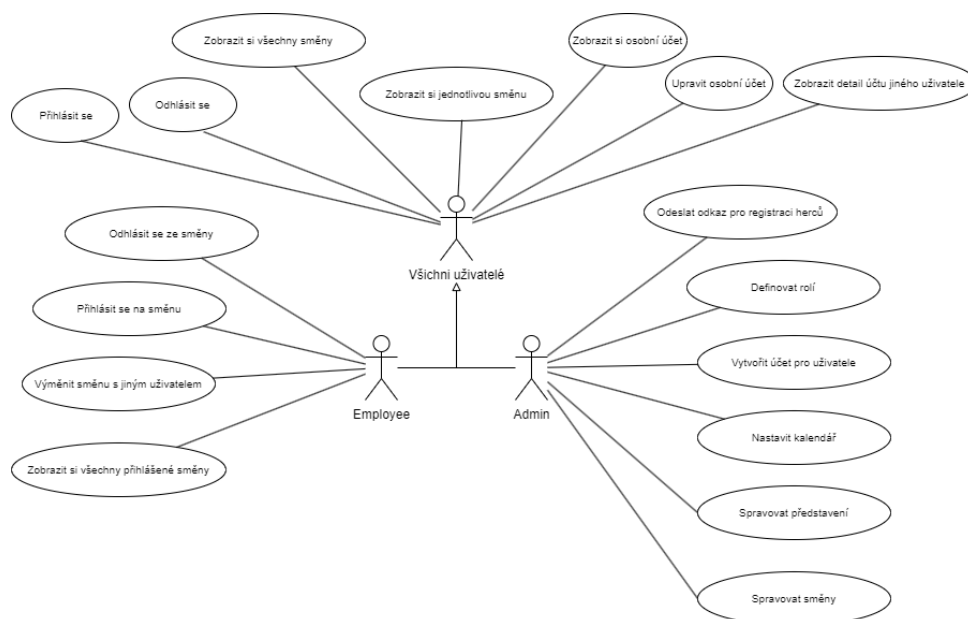 Zobrazit si všechny směny
Zobrazit si osobní účet
Zobrazit si jednotlivou směnu
Upravit osobní účet
Zobrazit detail účtu jiného uživatele
Odhlásit se
Přihlásit se
Odeslat odkaz pro registraci herců
Odhlásit se ze směny
Všichni uživatelé
Definovat rolí
Přihlásit se na směnu
Vytvořit účet pro uživatele
Výměnit směnu s jiným uživatelem
Employee
Admin
Nastavit kalendář
Zobrazit si všechny přihlášené směny
Spravovat představení
Spravovat směny